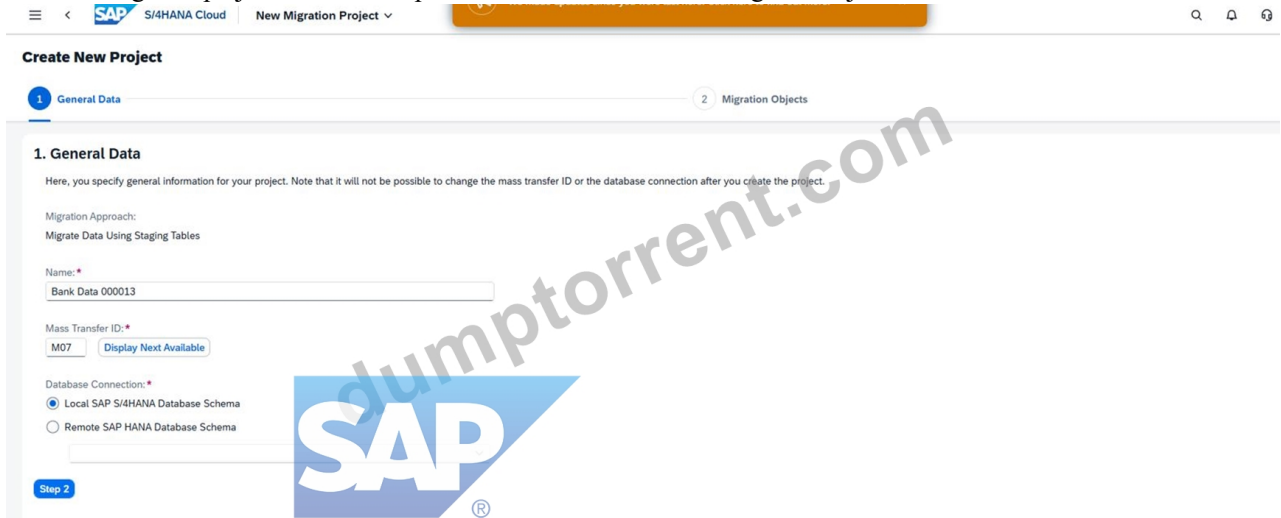 SAP S/4HANA Cloud New Migration Project
Create New Project
1 General Data 2 Migration Objects
1. General Data
Here, you specify general information for your project. Note that it will not be possible to change the mass transfer ID or the database connection after you create the project.
Migration Approach:
Migrate Data Using Staging Tables
Name: *
Bank Data 000013
Mass Transfer ID: *
M07 Display Next Available
Database Connection: *
Local SAP S/4HANA Database Schema
Remote SAP HANA Database Schema
Step 2
SAP ®
dumptorrent.com